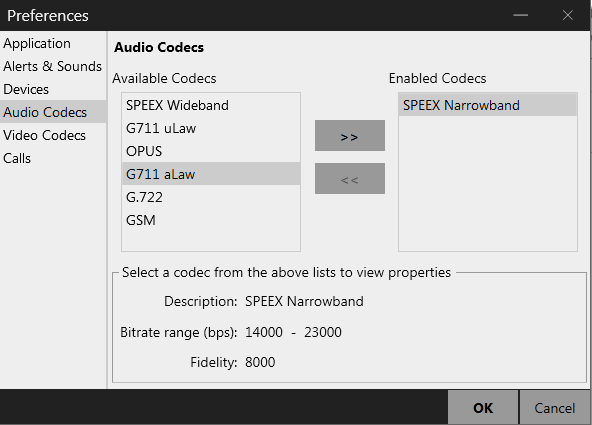 Preferences
Application
Alerts & Sounds
Devices
Audio Codecs
Video Codecs
Calls
Audio Codecs
Available Codecs
SPEEX Wideband
G711 uLaw
OPUS
G711 aLaw
G.722
GSM
>>
<<
Enabled Codecs
SPEEX Narrowband
Select a codec from the above lists to view properties
Description: SPEEX Narrowband
Bitrate range (bps): 14000 - 23000
Fidelity: 8000
OK Cancel